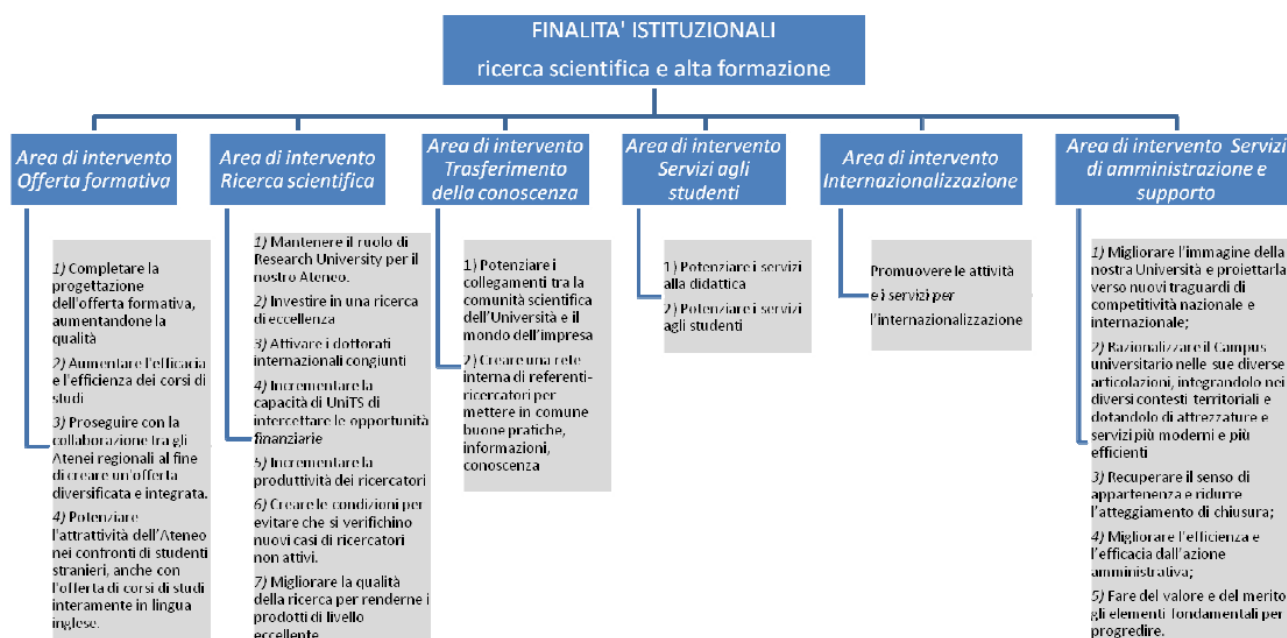 FINALITA' ISTITUZIONALI
ricerca scientifica e alta formazione
Area di intervento
Offerta formativa
1) Completare la
progettazione
dell'offerta formativa,
aumentandone la
qualità
2) Aumentare l'efficacia
e l'efficienza dei corsi di
studi
3) Proseguire con la
collaborazione tra gli
Atenei regionali al fine
di creare un'offerta
diversificata e integrata.
4) Potenziare
l'attrattività dell'Ateneo
nei confronti di studenti
stranieri, anche con
l'offerta di corsi di studi
interamente in lingua
inglese.
Area di intervento
Ricerca scientifica
1) Mantenere il ruolo di
Research University per il
nostro Ateneo.
2) Investire in una ricerca
di eccellenza
3) Attivare i dottorati
internazionali congiunti
4) Incrementare la
capacità di UniTS di
intercettare le opportunità
finanziarie
5) Incrementare la
produttività dei ricercatori
6) Creare le condizioni per
evitare che si verifichino
nuovi casi di ricercatori
non attivi.
7) Migliorare la qualità
della ricerca per renderne i
prodotti di livello
eccellente
Area di intervento
Trasferimento
della conoscenza
1) Potenziare i
collegamenti tra la
comunità scientifica
dell'Università e il
mondo dell'impresa
2) Creare una rete
interna di referenti-
ricercatori per
mettere in comune
buone pratiche,
informazioni,
conoscenza
Area di intervento
Servizi agli
studenti
1) Potenziare i servizi
alla didattica
2) Potenziare i servizi
agli studenti
Area di intervento
Internazionalizzazione
Promuovere le attività
e i servizi per
l'internazionalizzazione
Area di intervento Servizi
di amministrazione e
supporto
1) Migliorare l'immagine della
nostra Università e proiettarla
verso nuovi traguardi di
competitività nazionale e
internazionale;
2) Razionalizzare il Campus
universitario nelle sue diverse
articolazioni, integrandolo nei
diversi contesti territoriali e
dotandolo di attrezzature e
servizi più moderni e più
efficienti
3) Recuperare il senso di
appartenenza e ridurre
l'atteggiamento di chiusura;
4) Migliorare l'efficienza e
l'efficacia dall'azione
amministrativa;
5) Fare del valore e del merito
gli elementi fondamentali per
progredire.